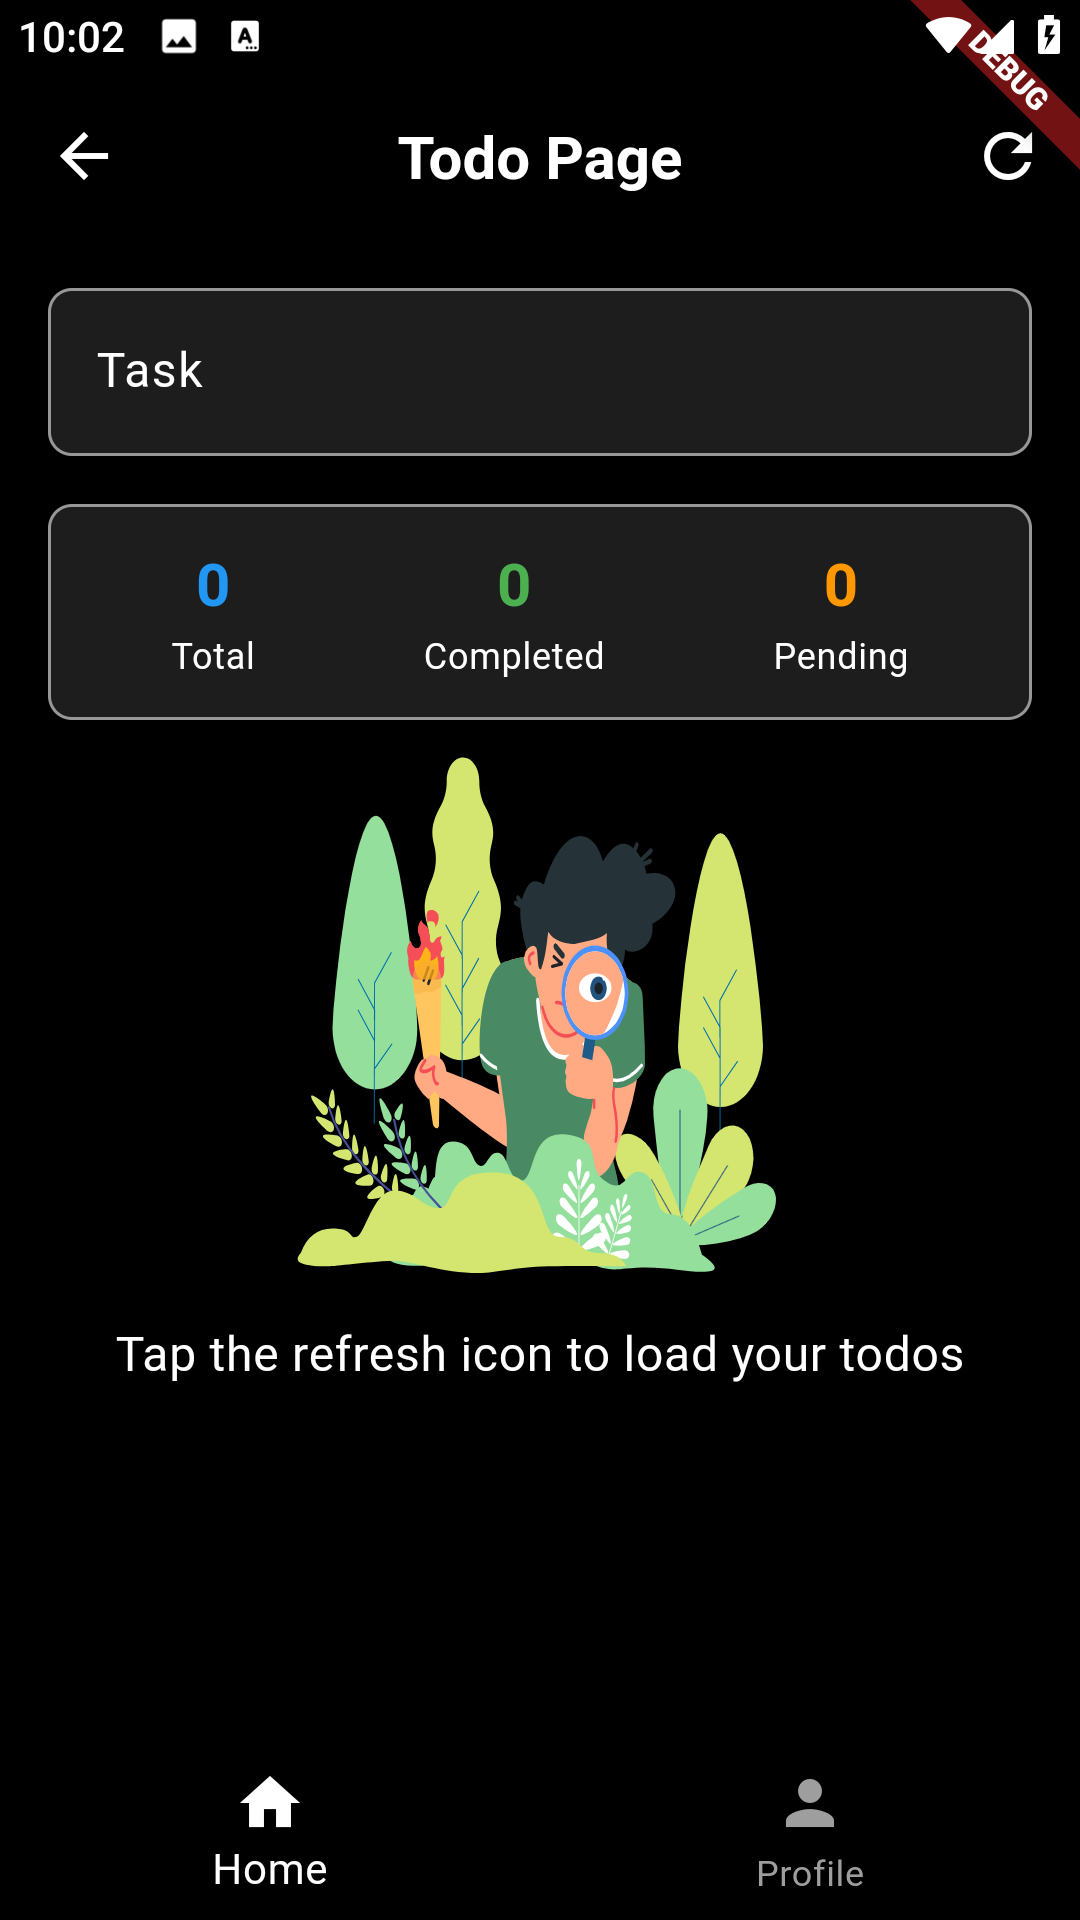 10:02
DEBUG
Todo Page
Task
0 0 0
Total Completed Pending
Tap the refresh icon to load your todos
Home Profile